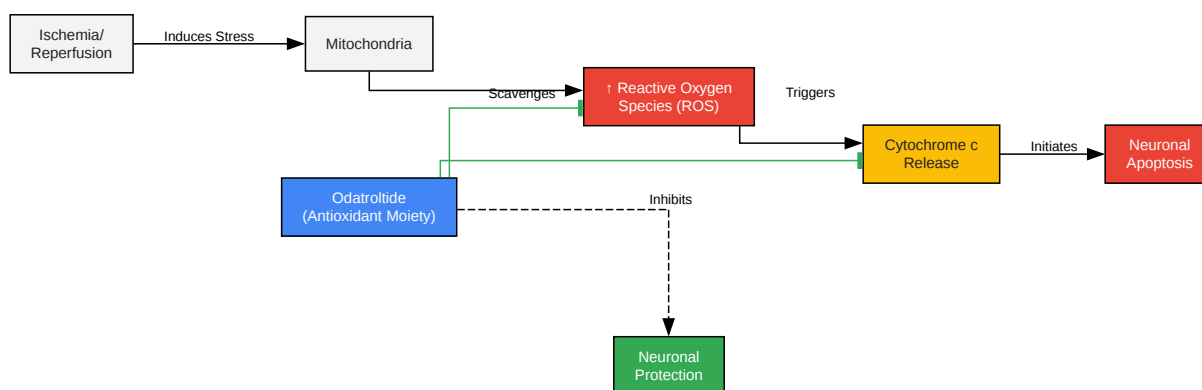 Ischemia/
Reperfusion
Induces Stress
Mitochondria
Scavenges
↑ Reactive Oxygen
Species (ROS)
Triggers
Cytochrome c
Release
Initiates
Neuronal
Apoptosis
Odatroltide
(Antioxidant Moiety)
Inhibits
Neuronal
Protection